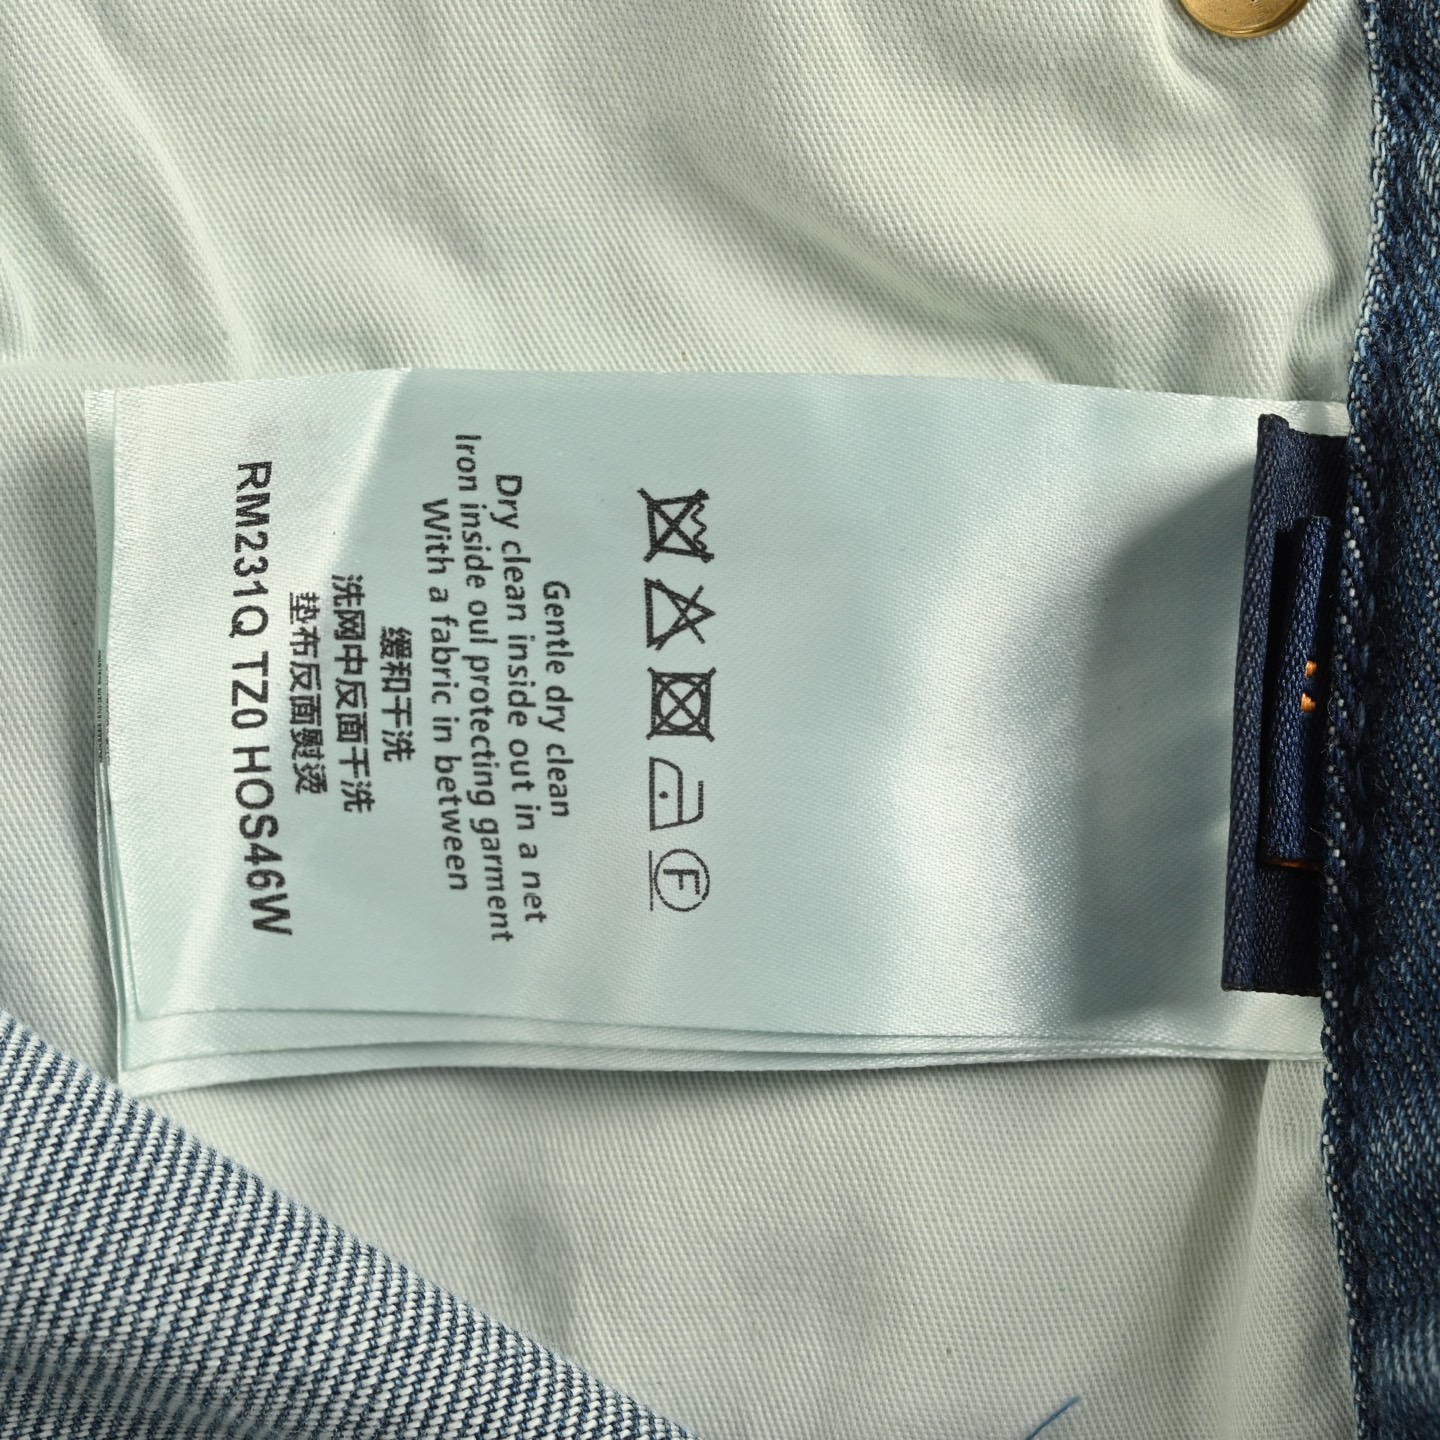 F
Gentle dry clean
Dry clean inside out in a net
Iron inside oul protecting garment
With a fabric in between
缓和干洗
洗网中反面干洗
垫布反面熨烫
RM231Q TZ0 HOS46W